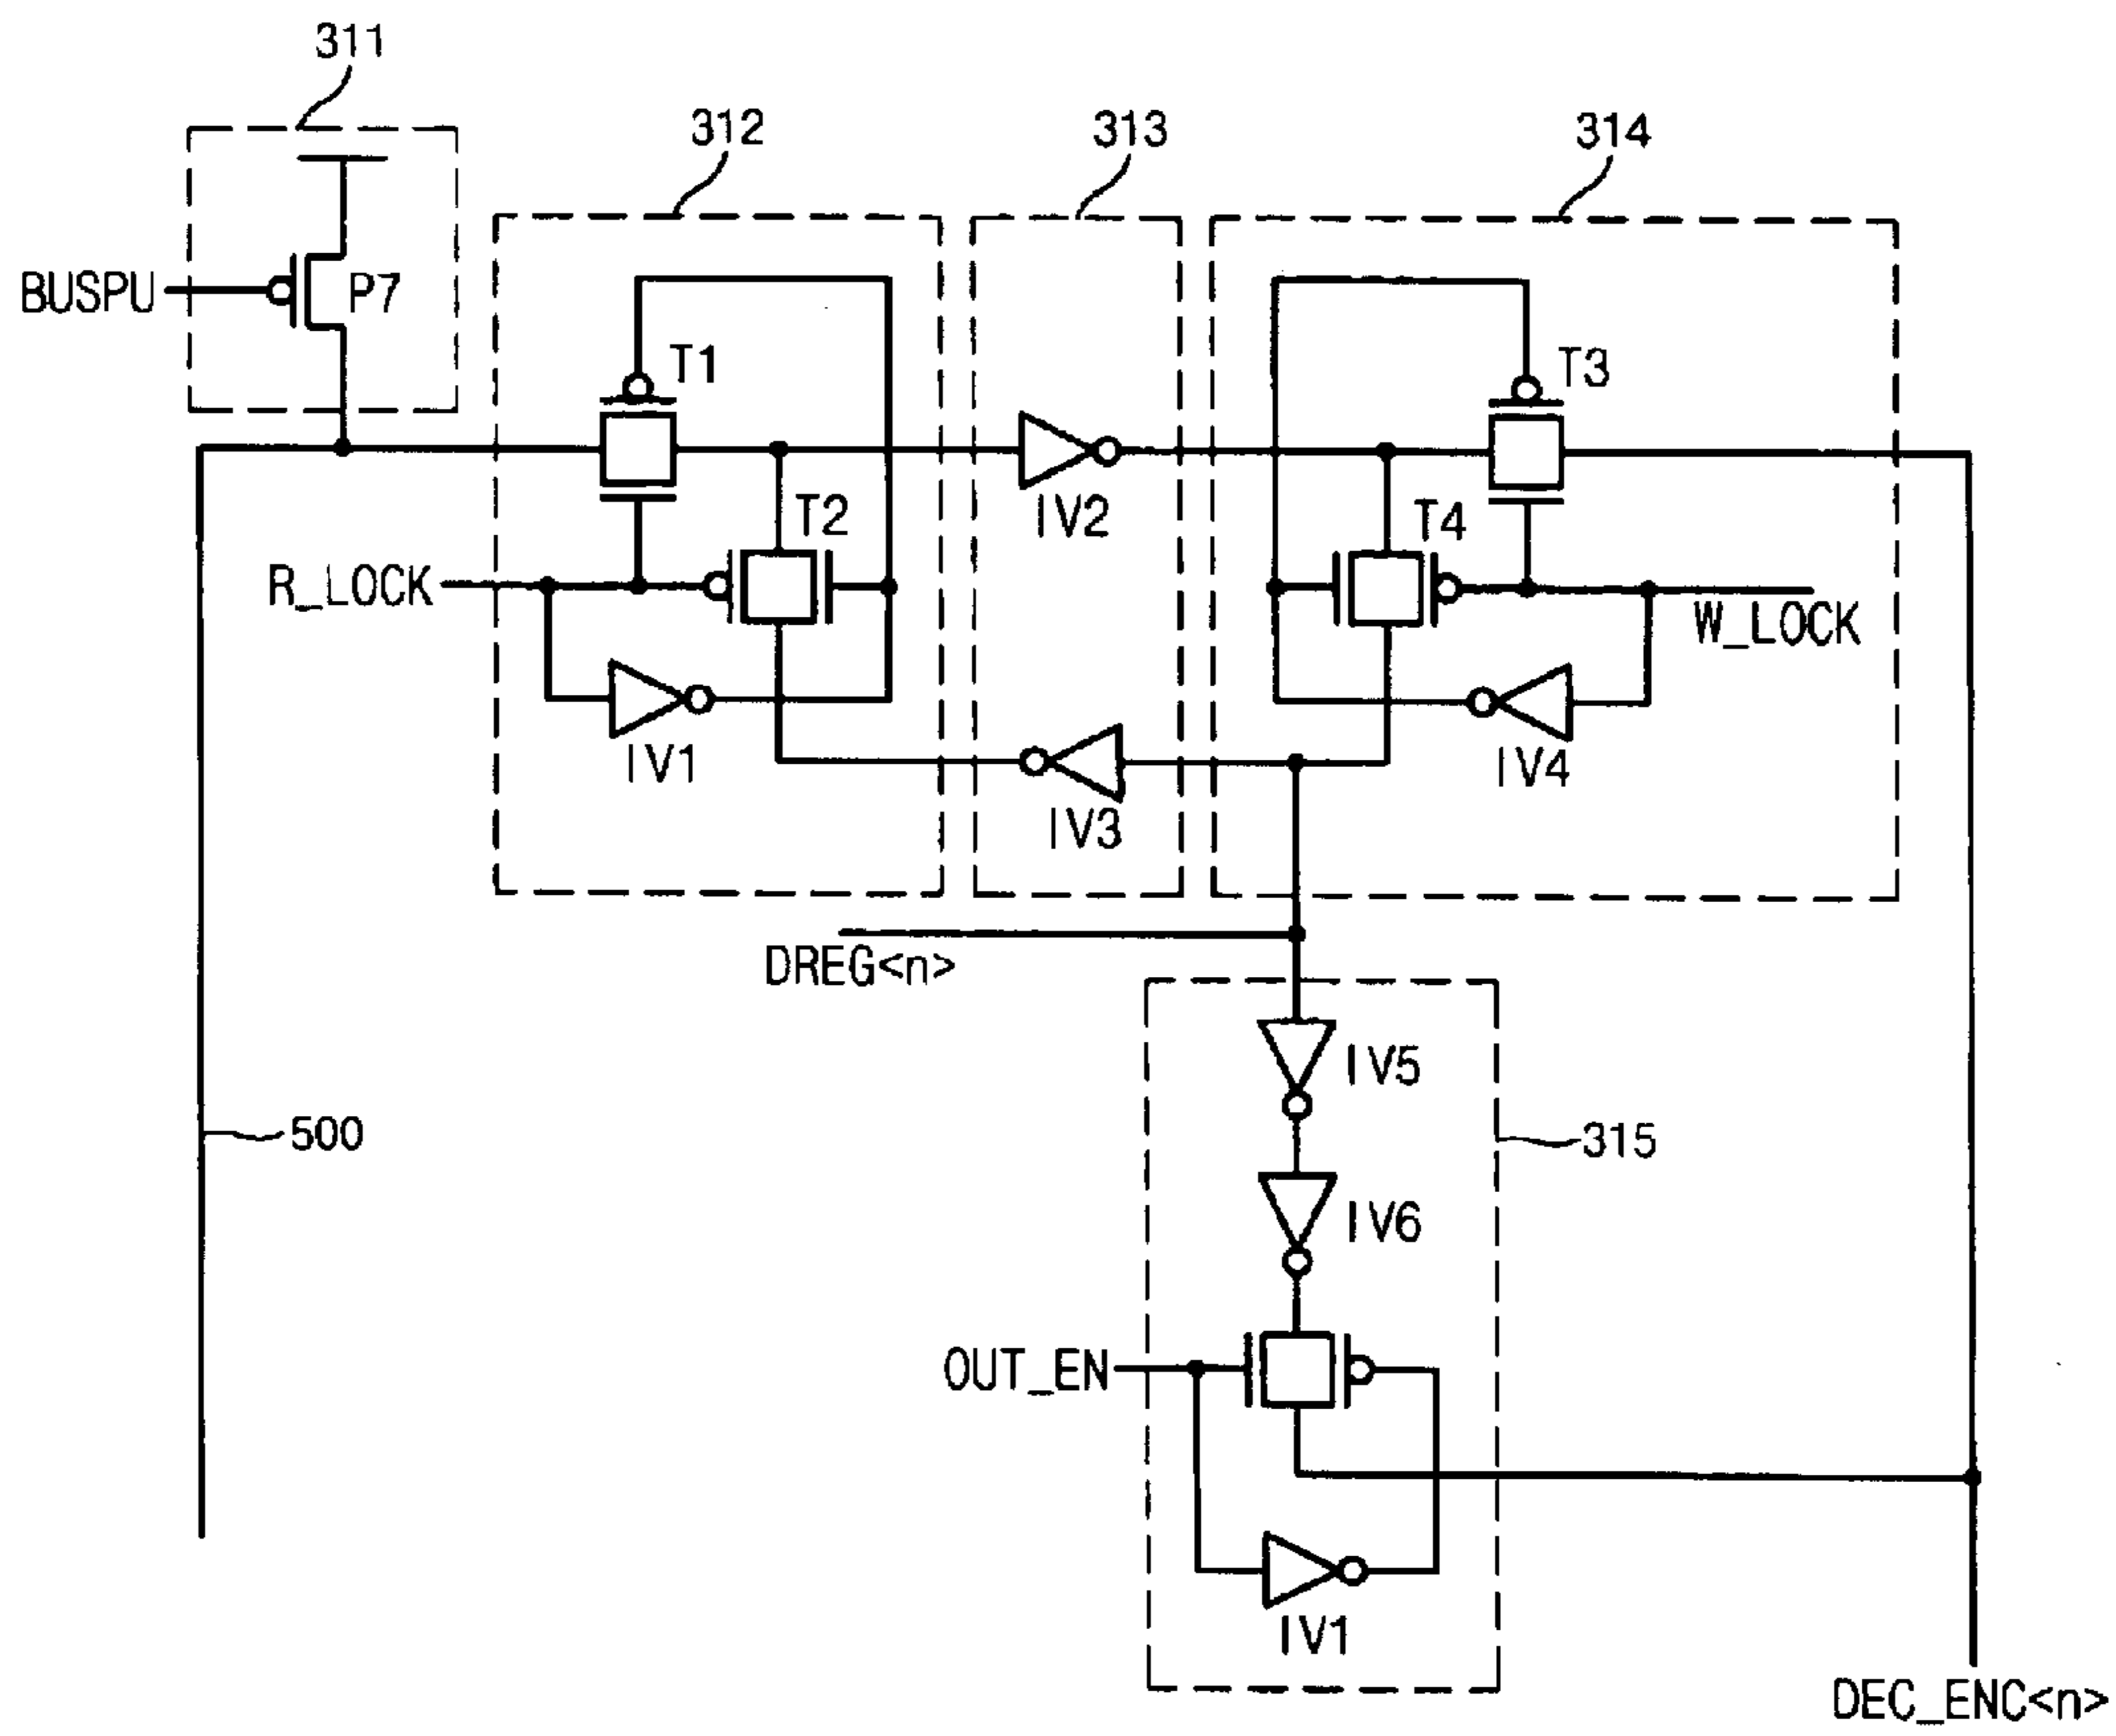 311
312
313
314
BUSPU
P7
T1
T3
T2
IV2
T4
R_LOCK
W_LOCK
IV1
IV4
IV3
DREG<n>
IV5
500
315
IV6
OUT_EN
IV1
DEC_ENC<n>